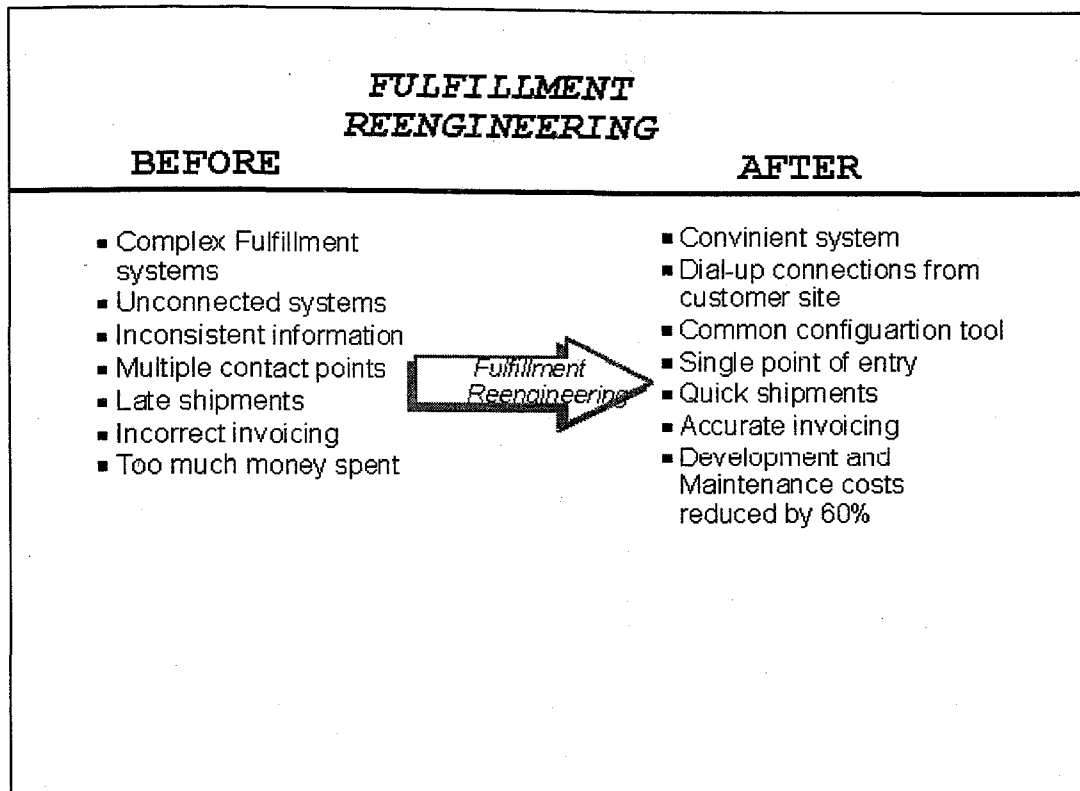 FULFILLMENT
REENGINEERING
BEFORE
AFTER
▪ Complex Fulfillment
systems
▪ Unconnected systems
▪ Inconsistent information
▪ Multiple contact points
▪ Late shipments
▪ Incorrect invoicing
▪ Too much money spent
Fulfillment
Reengineering
▪ Convinient system
▪ Dial-up connections from
customer site
▪ Common configuartion tool
▪ Single point of entry
▪ Quick shipments
▪ Accurate invoicing
▪ Development and
Maintenance costs
reduced by 60%